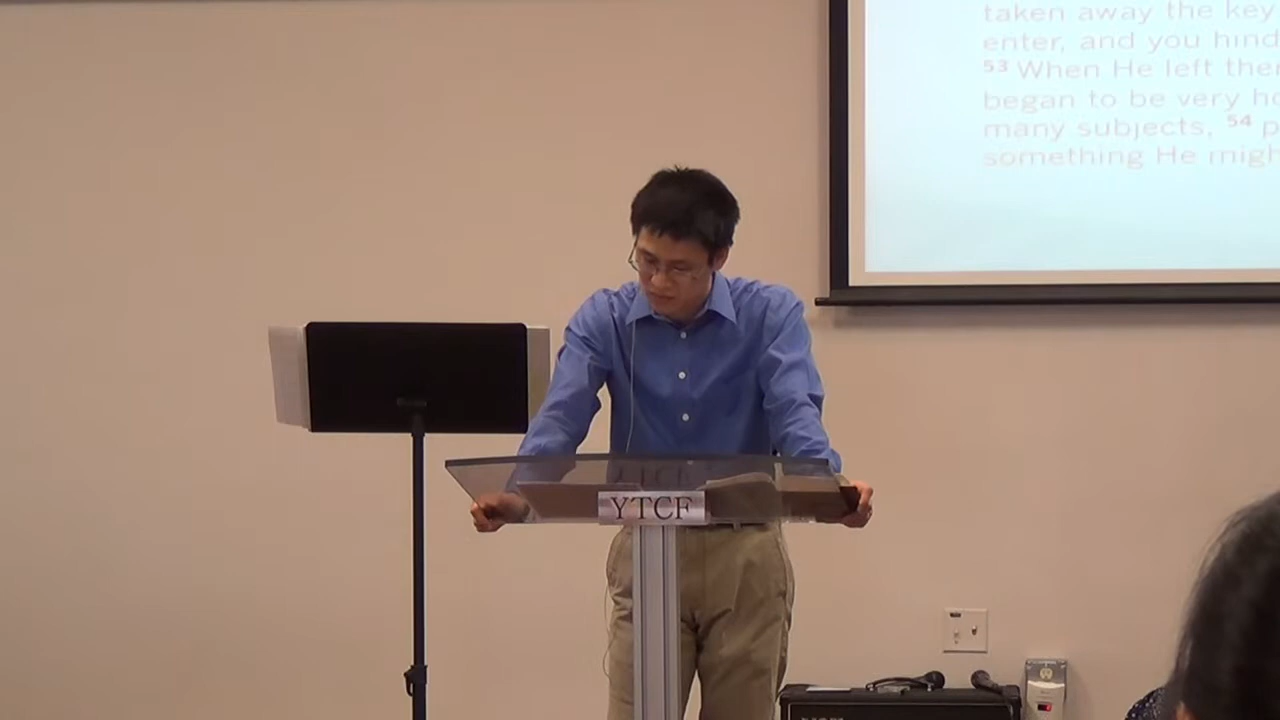 taken away the key
enter, and you hind
53 When He left ther
began to be very ho
many subjects, 54 p
something He migh
YTCF